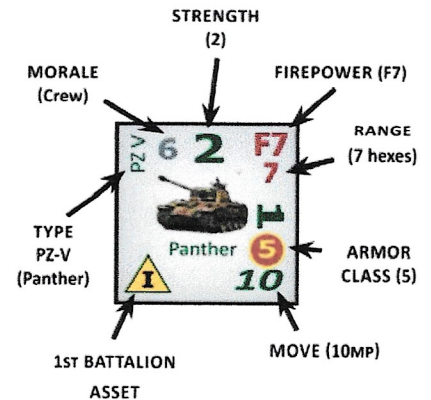 STRENGTH
(2)
MORALE
(Crew)
FIREPOWER (F7)
RANGE
(7 hexes)
PZ V
6
2
F7
7
1
TYPE
PZ-V
(Panther)
Panther
5
ARMOR
CLASS (5)
I
10
MOVE (10MP)
1ST BATTALION
ASSET